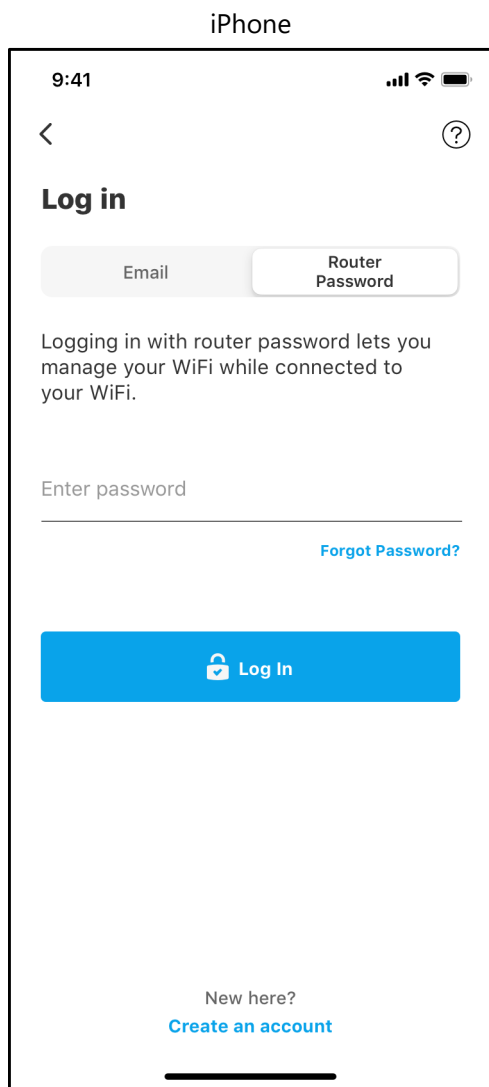 iPhone
9:41
Log in
Email
Router
Password
Logging in with router password lets you
manage your WiFi while connected to
your WiFi.
Enter password
Forgot Password?
Log In
New here?
Create an account